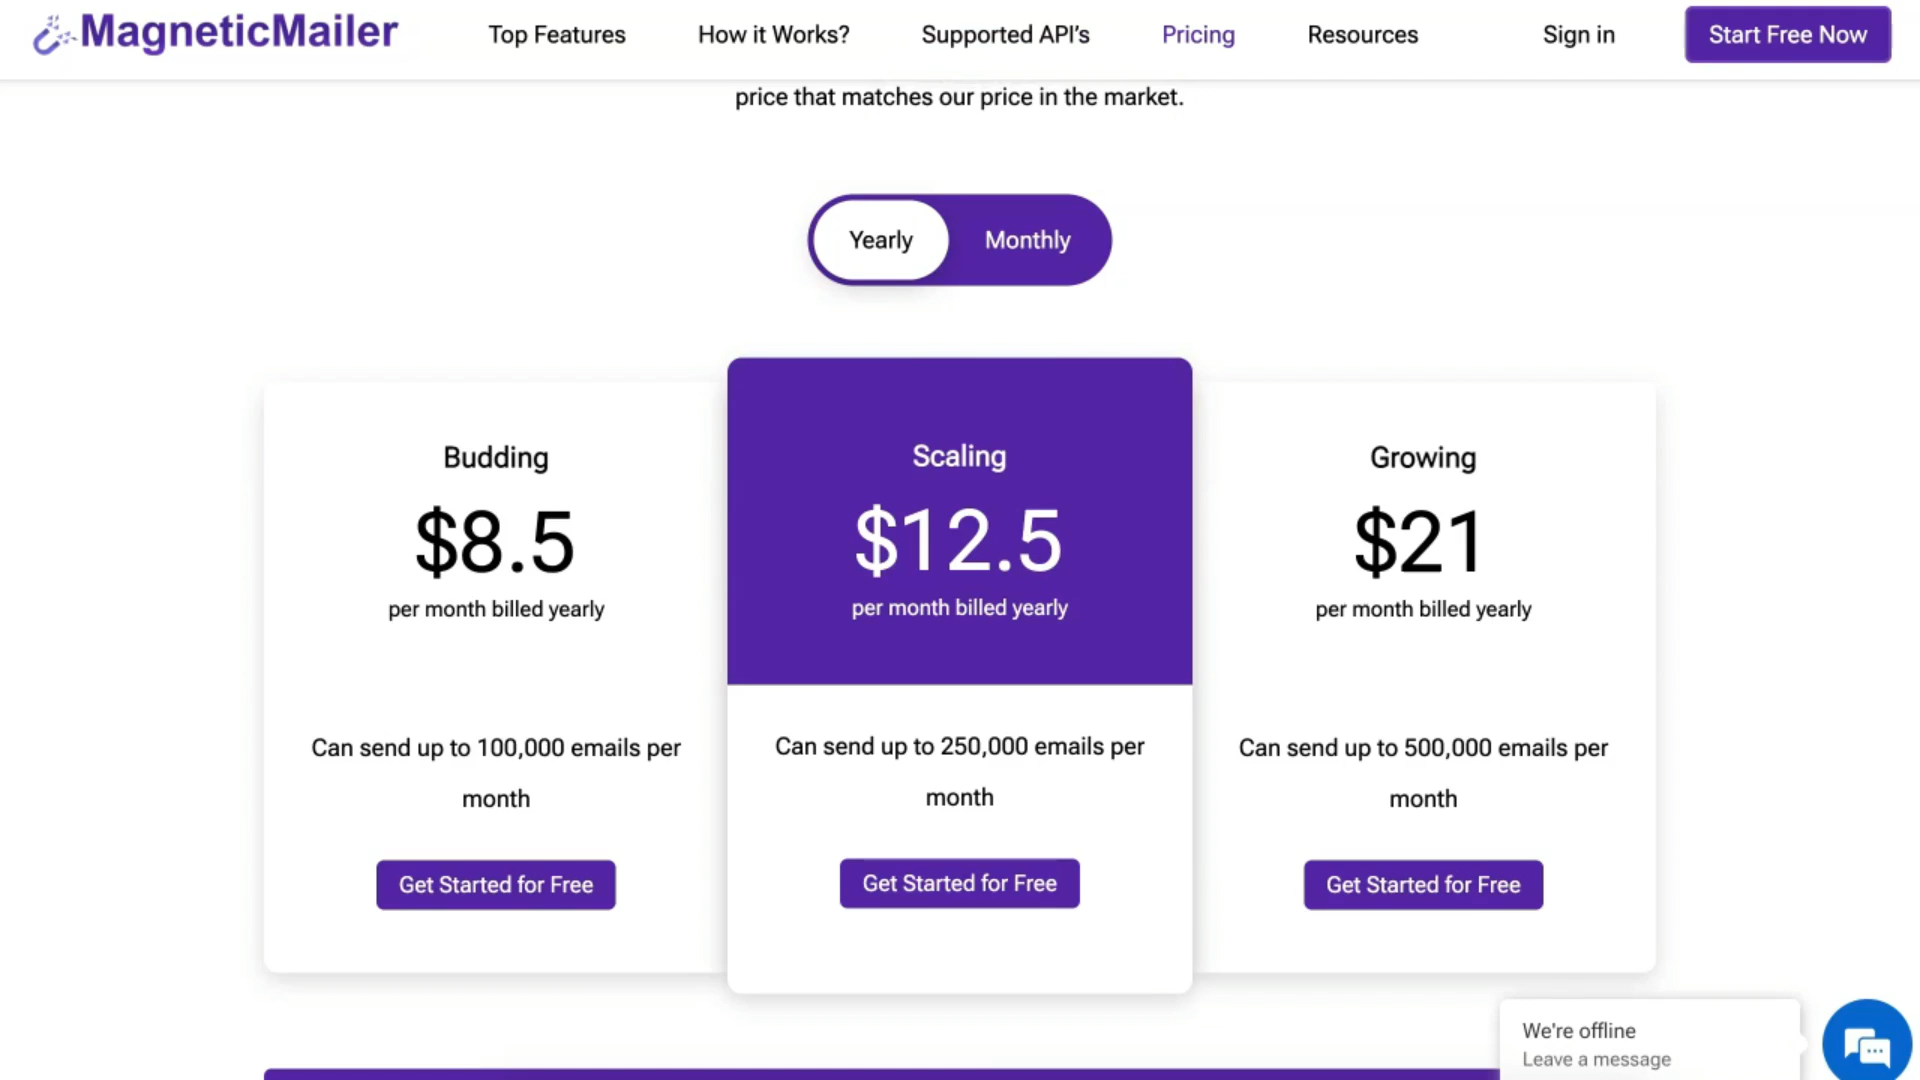 MagneticMailer
Top Features
How it Works?
Supported API's
Pricing
Resources
Sign in
Start Free Now
price that matches our price in the market.
Yearly
Monthly
Budding
$8.5
per month billed yearly
Can send up to 100,000 emails per
month
Get Started for Free
Scaling
$12.5
per month billed yearly
Can send up to 250,000 emails per
month
Get Started for Free
Growing
$21
per month billed yearly
Can send up to 500,000 emails per
month
Get Started for Free
We're offline
Leave a message